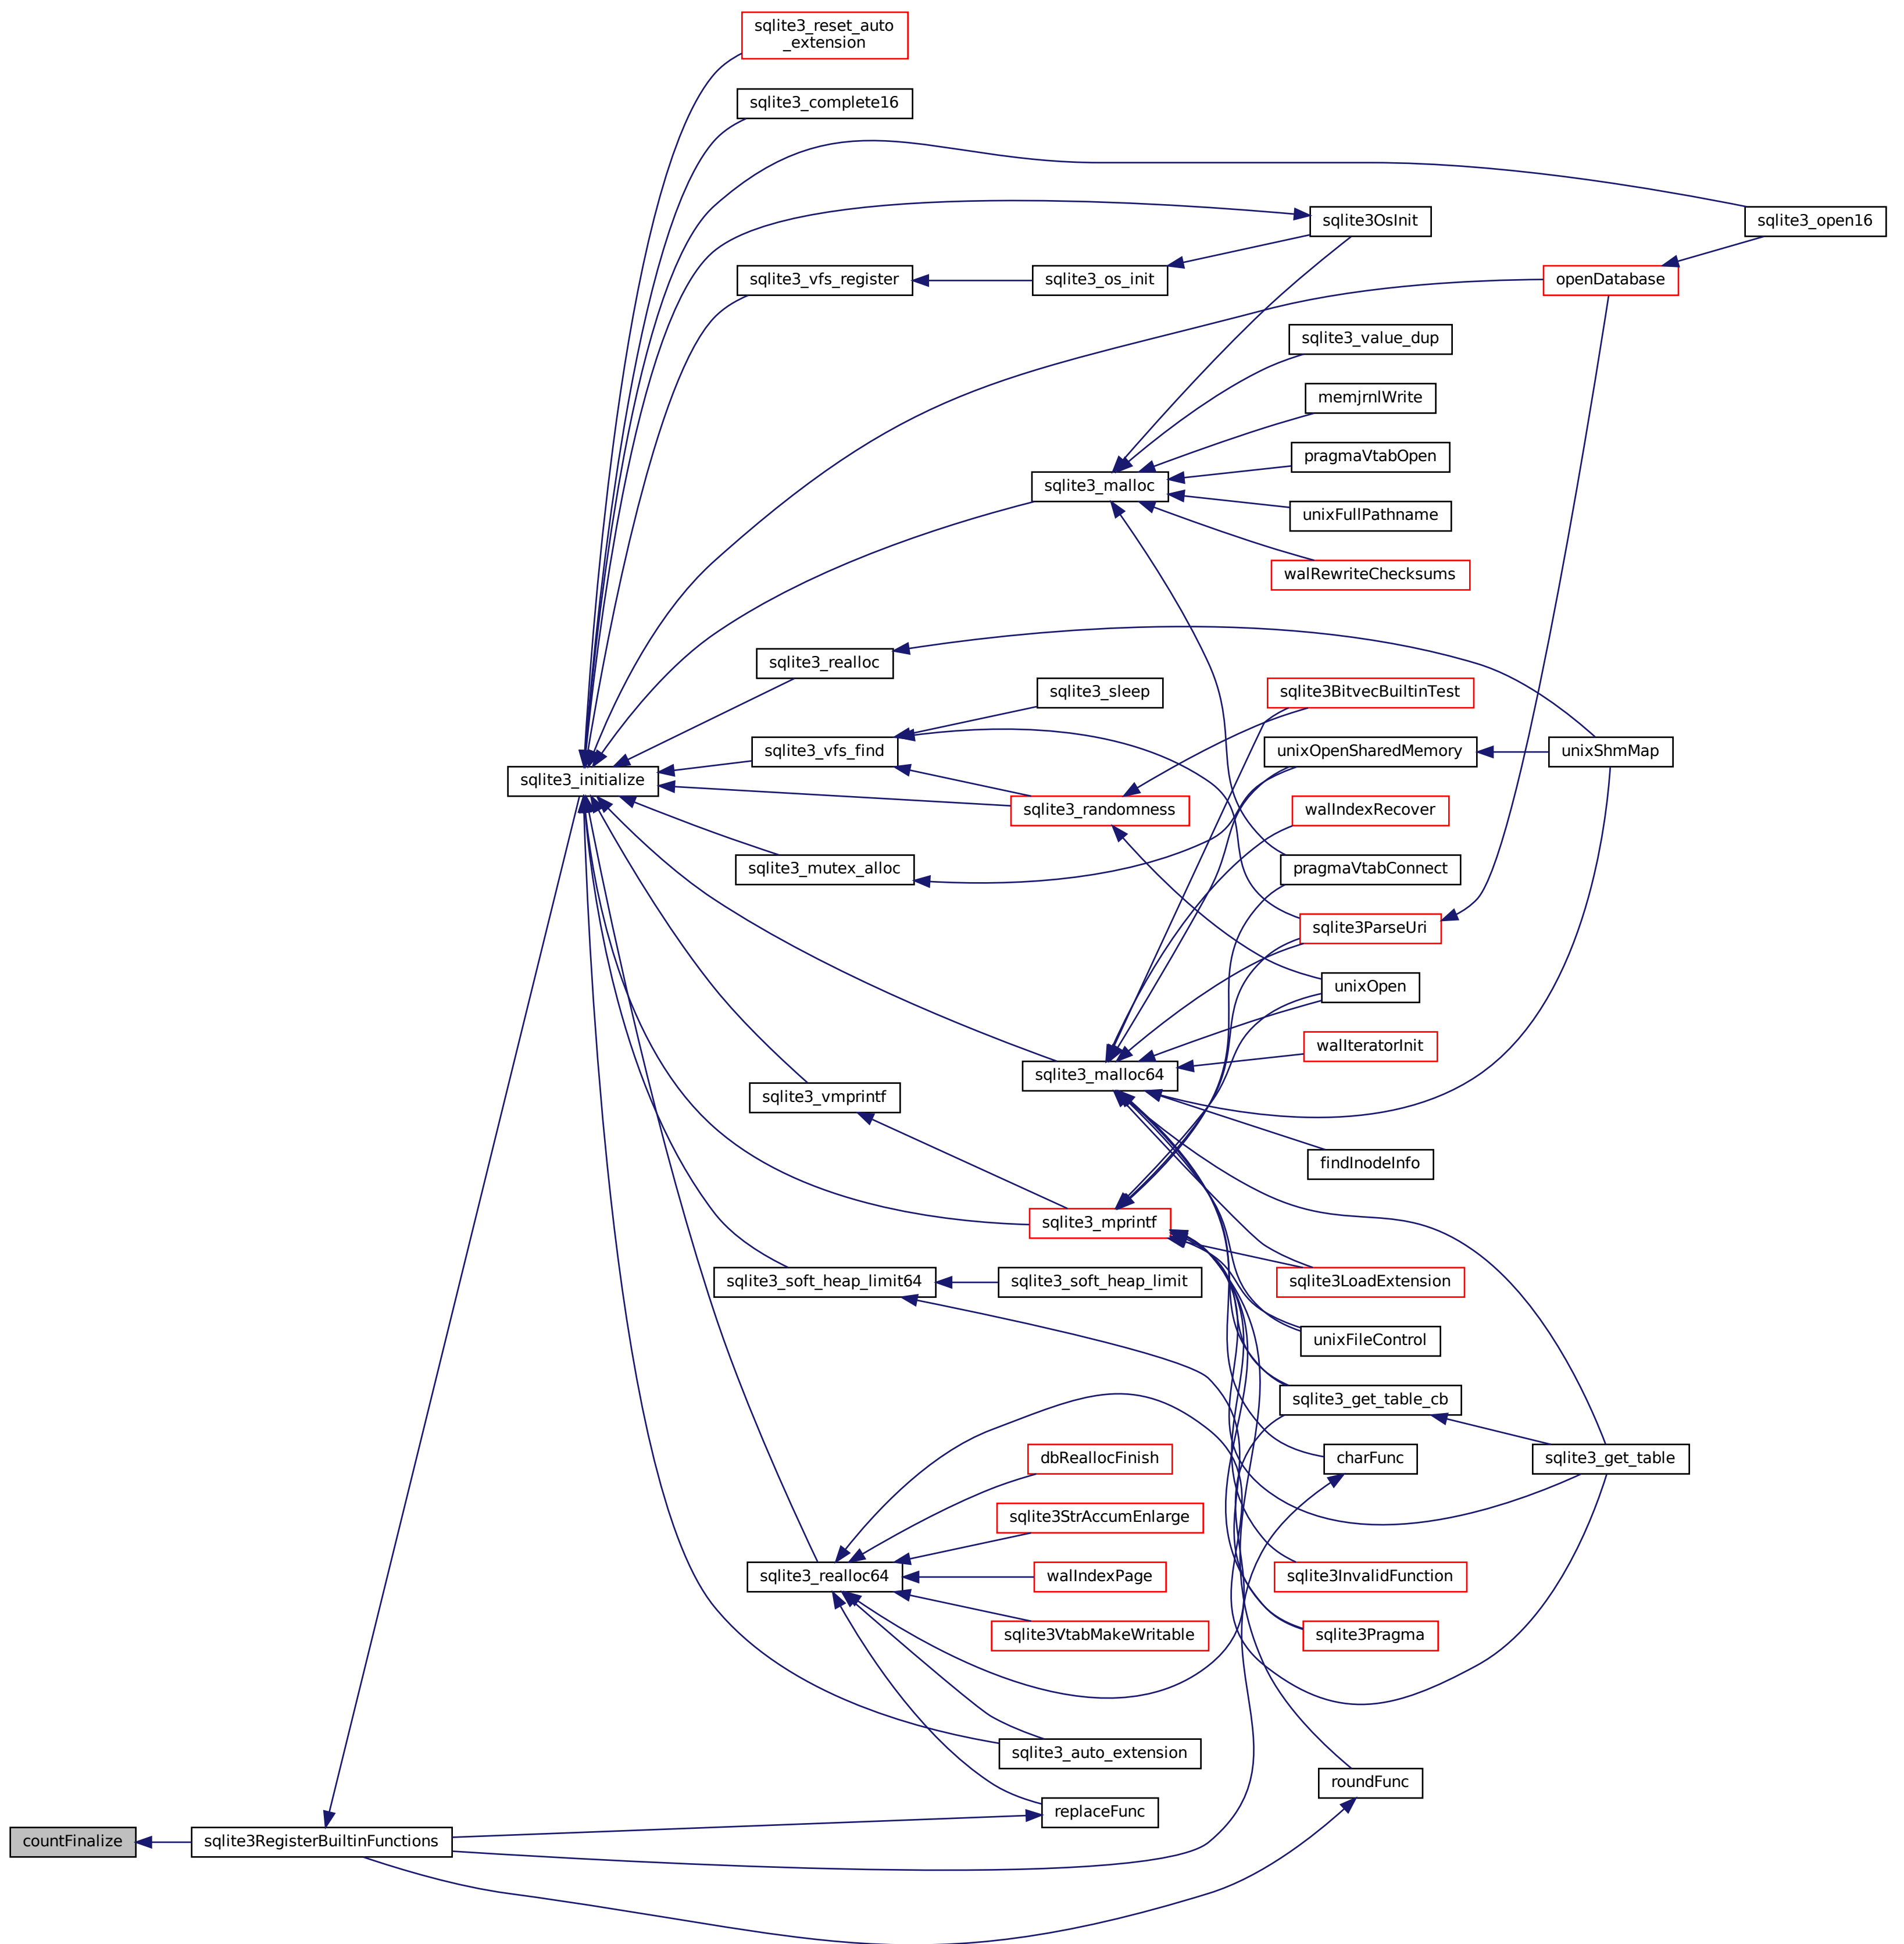 sqlite3_reset_auto
_extension
sqlite3_complete16
sqlite3OsInit
sqlite3_open16
sqlite3_vfs_register
sqlite3_os_init
openDatabase
sqlite3_value_dup
memjrnlWrite
pragmaVtabOpen
sqlite3_malloc
unixFullPathname
walRewriteChecksums
sqlite3_realloc
sqlite3_sleep
sqlite3BitvecBuiltinTest
sqlite3_vfs_find
unixOpenSharedMemory
unixShmMap
sqlite3_initialize
sqlite3_randomness
walIndexRecover
sqlite3_mutex_alloc
pragmaVtabConnect
sqlite3ParseUri
unixOpen
walIteratorInit
sqlite3_malloc64
sqlite3_vmprintf
findInodeInfo
sqlite3_mprintf
sqlite3_soft_heap_limit64
sqlite3_soft_heap_limit
sqlite3LoadExtension
unixFileControl
sqlite3_get_table_cb
dbReallocFinish
charFunc
sqlite3_get_table
sqlite3StrAccumEnlarge
sqlite3_realloc64
walIndexPage
sqlite3InvalidFunction
sqlite3VtabMakeWritable
sqlite3Pragma
sqlite3_auto_extension
roundFunc
replaceFunc
countFinalize
sqlite3RegisterBuiltinFunctions